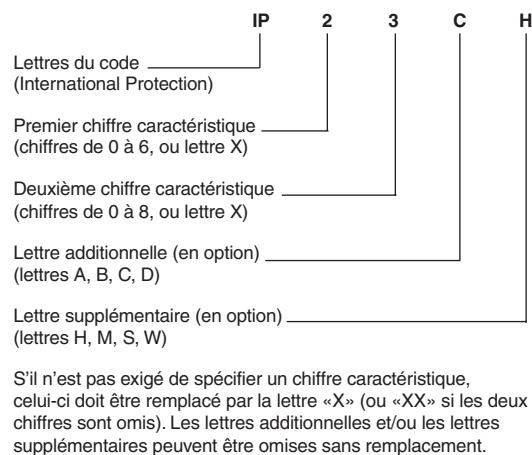 IP 2 3 C H
Lettres du code
(International Protection)
Premier chiffre caractéristique
(chiffres de 0 à 6, ou lettre X)
Deuxième chiffre caractéristique
(chiffres de 0 à 8, ou lettre X)
Lettre additionnelle (en option)
(lettres A, B, C, D)
Lettre supplémentaire (en option)
(lettres H, M, S, W)
S'il n'est pas exigé de spécifier un chiffre caractéristique,
celui-ci doit être remplacé par la lettre «X» (ou «XX» si les deux
chiffres sont omis). Les lettres additionnelles et/ou les lettres
supplémentaires peuvent être omises sans remplacement.